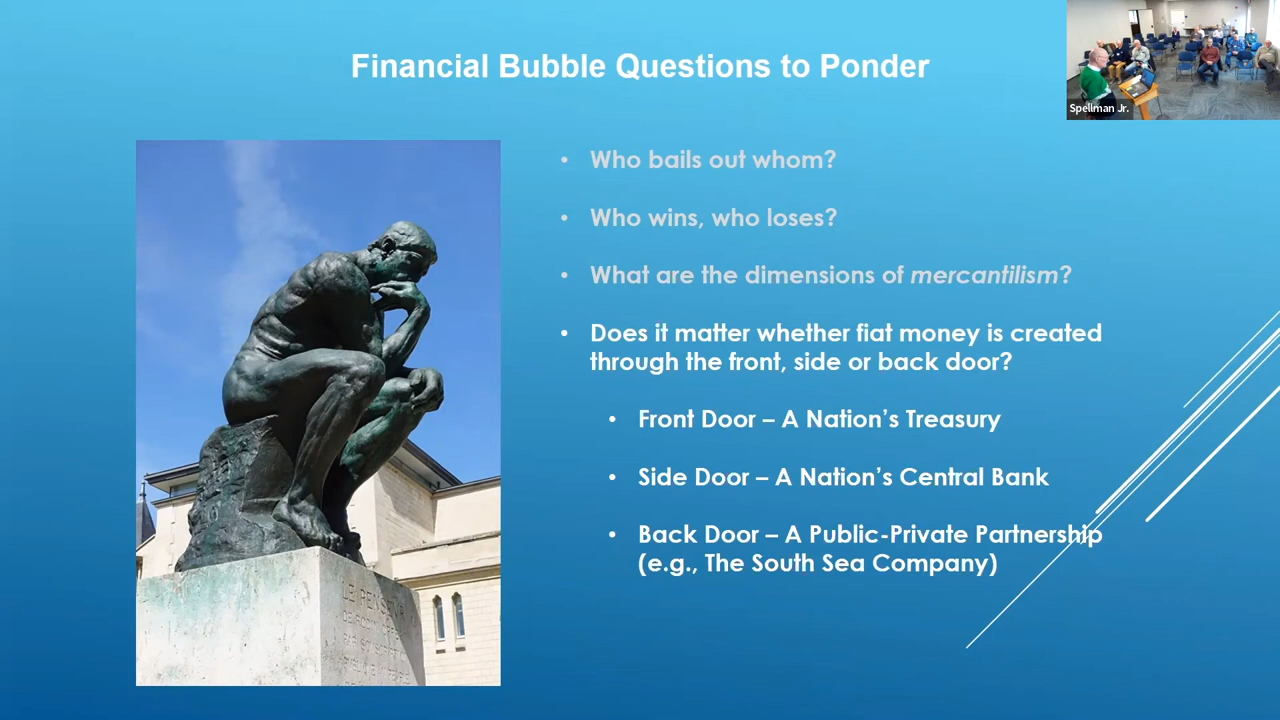 Financial Bubble Questions to Ponder
Spellman Jr.
• Who bails out whom?
• Who wins, who loses?
• What are the dimensions of mercantilism?
• Does it matter whether fiat money is created
through the front, side or back door?
• Front Door – A Nation’s Treasury
• Side Door – A Nation’s Central Bank
• Back Door – A Public-Private Partnership
(e.g., The South Sea Company)